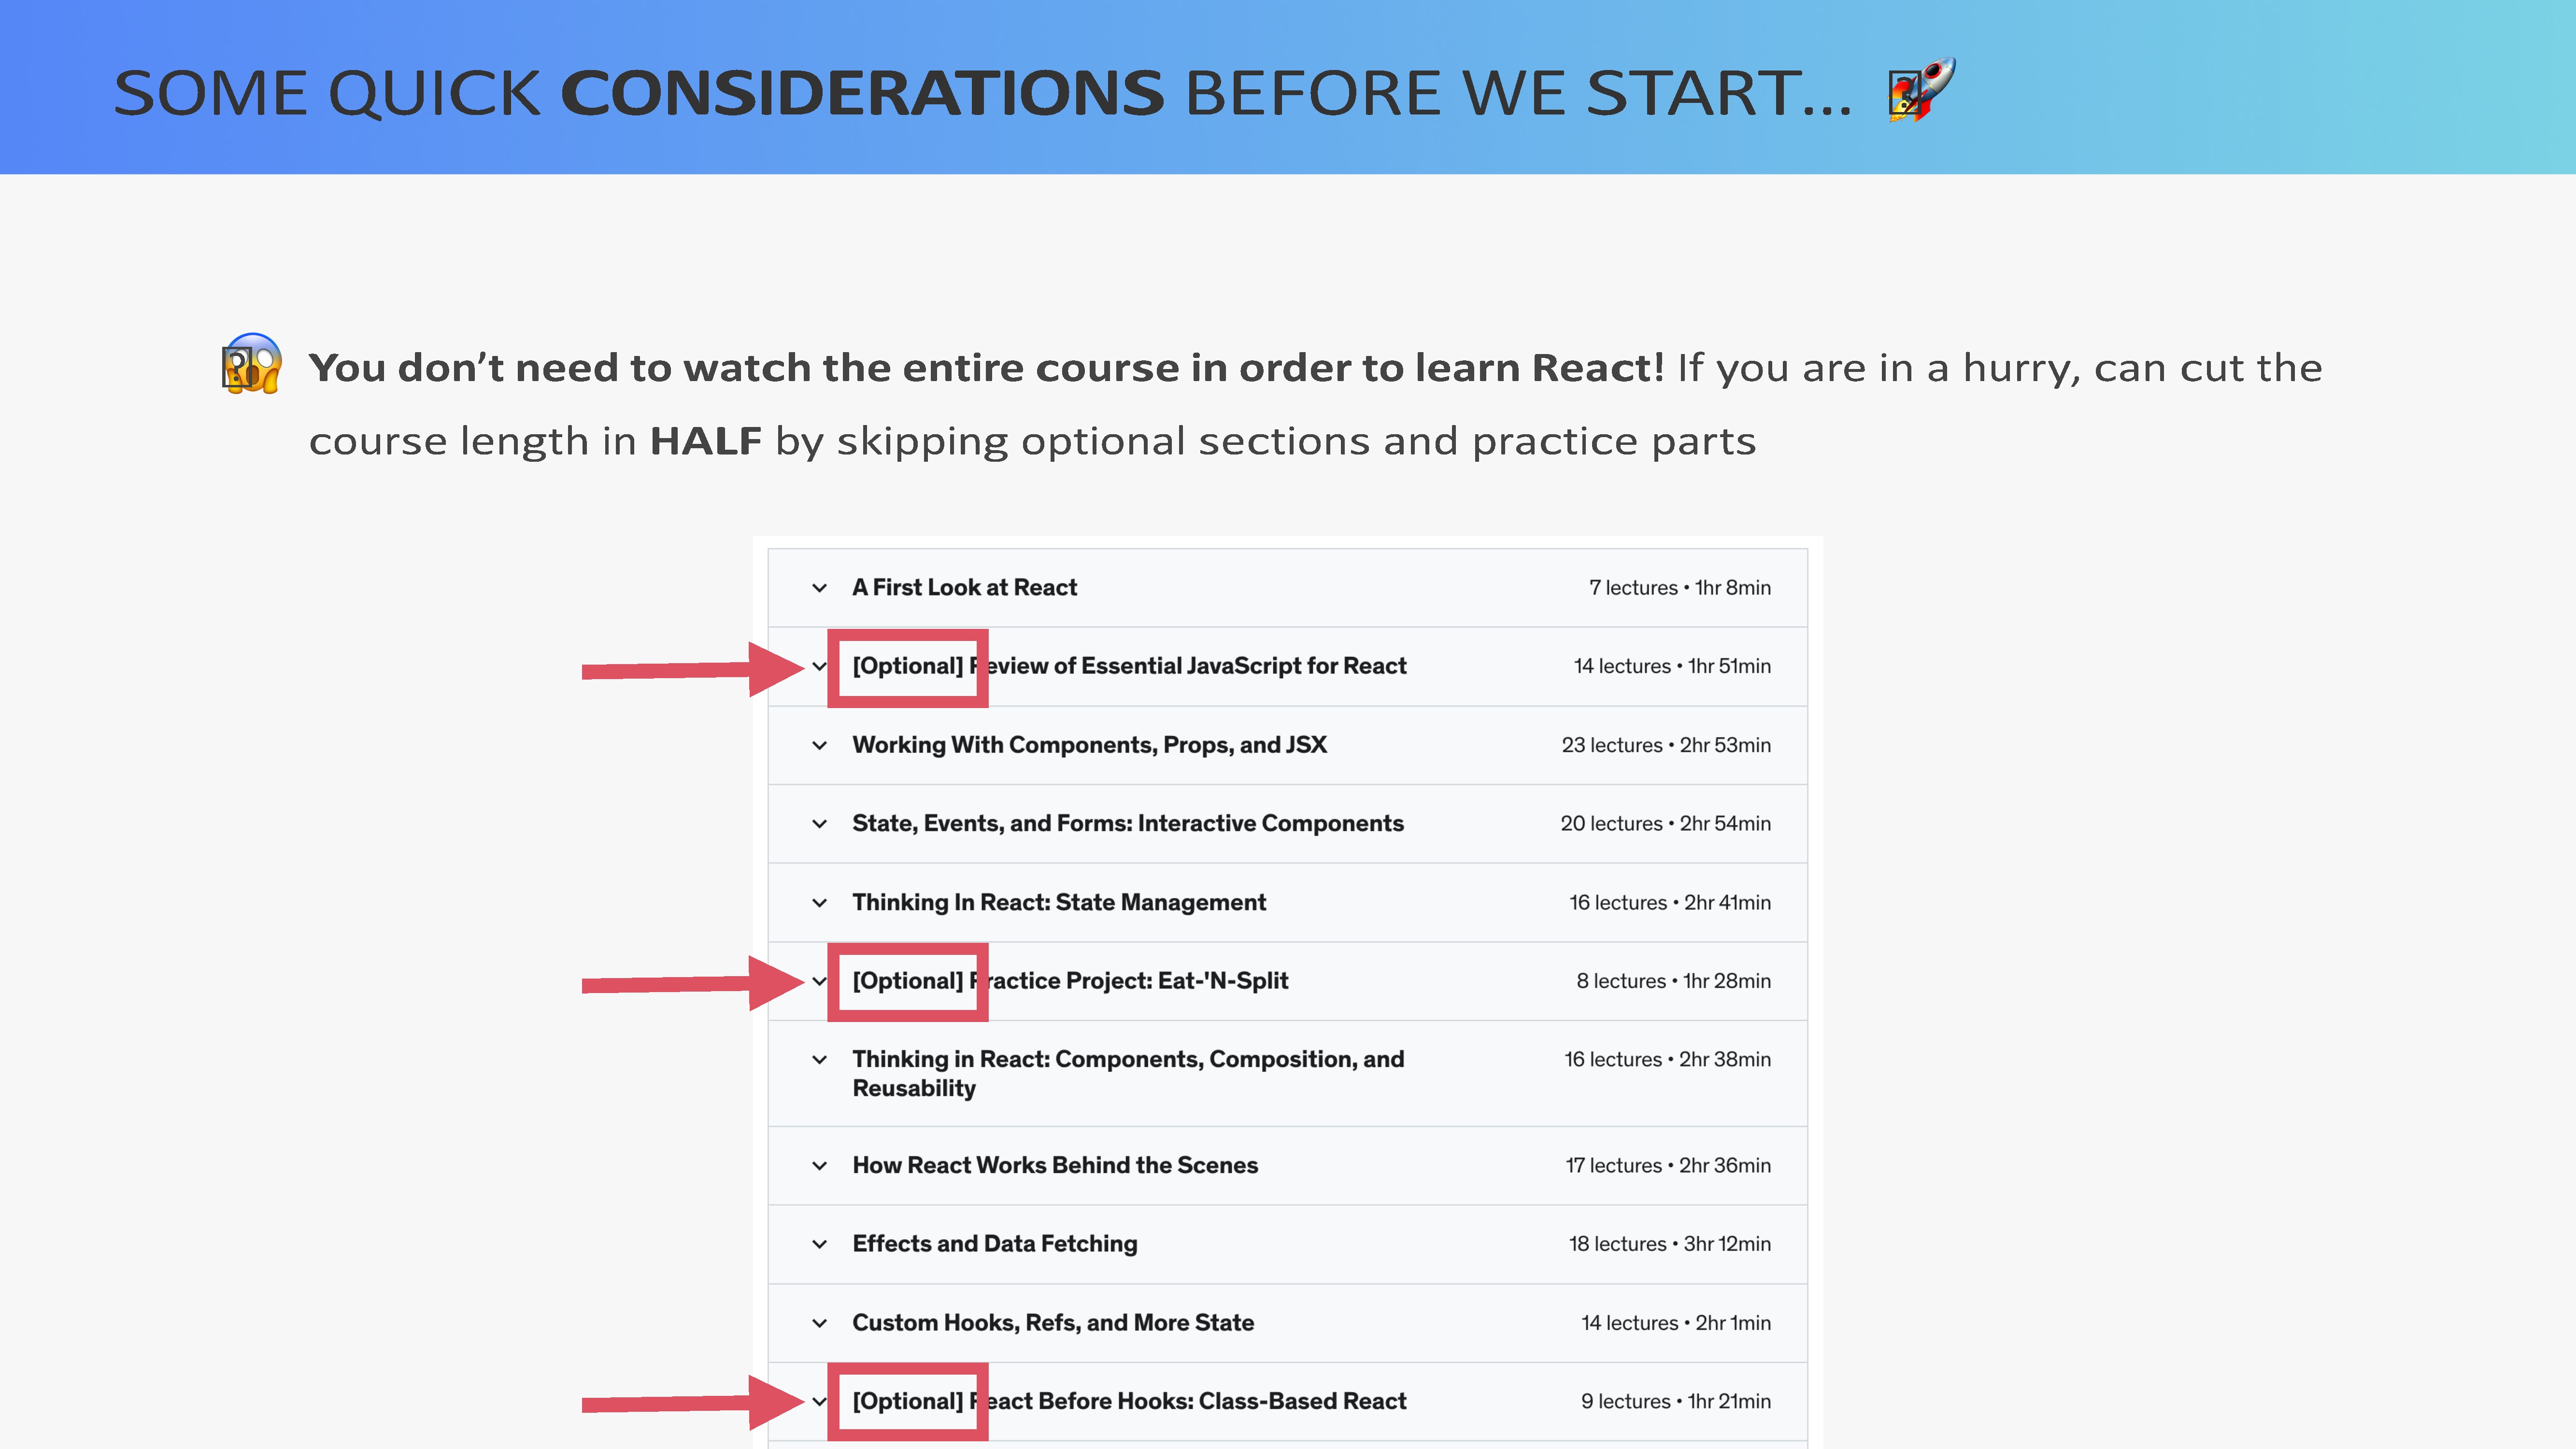 SOME QUICK CONSIDERATIONS BEFORE WE START… 🚀
😱 You don’t need to watch the entire course in order to learn React! If you are in a hurry, can cut the
course length in HALF by skipping optional sections and practice parts
A First Look at React 7 lectures • 1hr 8min
[Optional] Review of Essential JavaScript for React 14 lectures • 1hr 51min
Working With Components, Props, and JSX 23 lectures • 2hr 53min
State, Events, and Forms: Interactive Components 20 lectures • 2hr 54min
Thinking In React: State Management 16 lectures • 2hr 41min
[Optional] Practice Project: Eat-'N-Split 8 lectures • 1hr 28min
Thinking in React: Components, Composition, and 16 lectures • 2hr 38min
Reusability
How React Works Behind the Scenes 17 lectures • 2hr 36min
Effects and Data Fetching 18 lectures • 3hr 12min
Custom Hooks, Refs, and More State 14 lectures • 2hr 1min
[Optional] React Before Hooks: Class-Based React 9 lectures • 1hr 21min